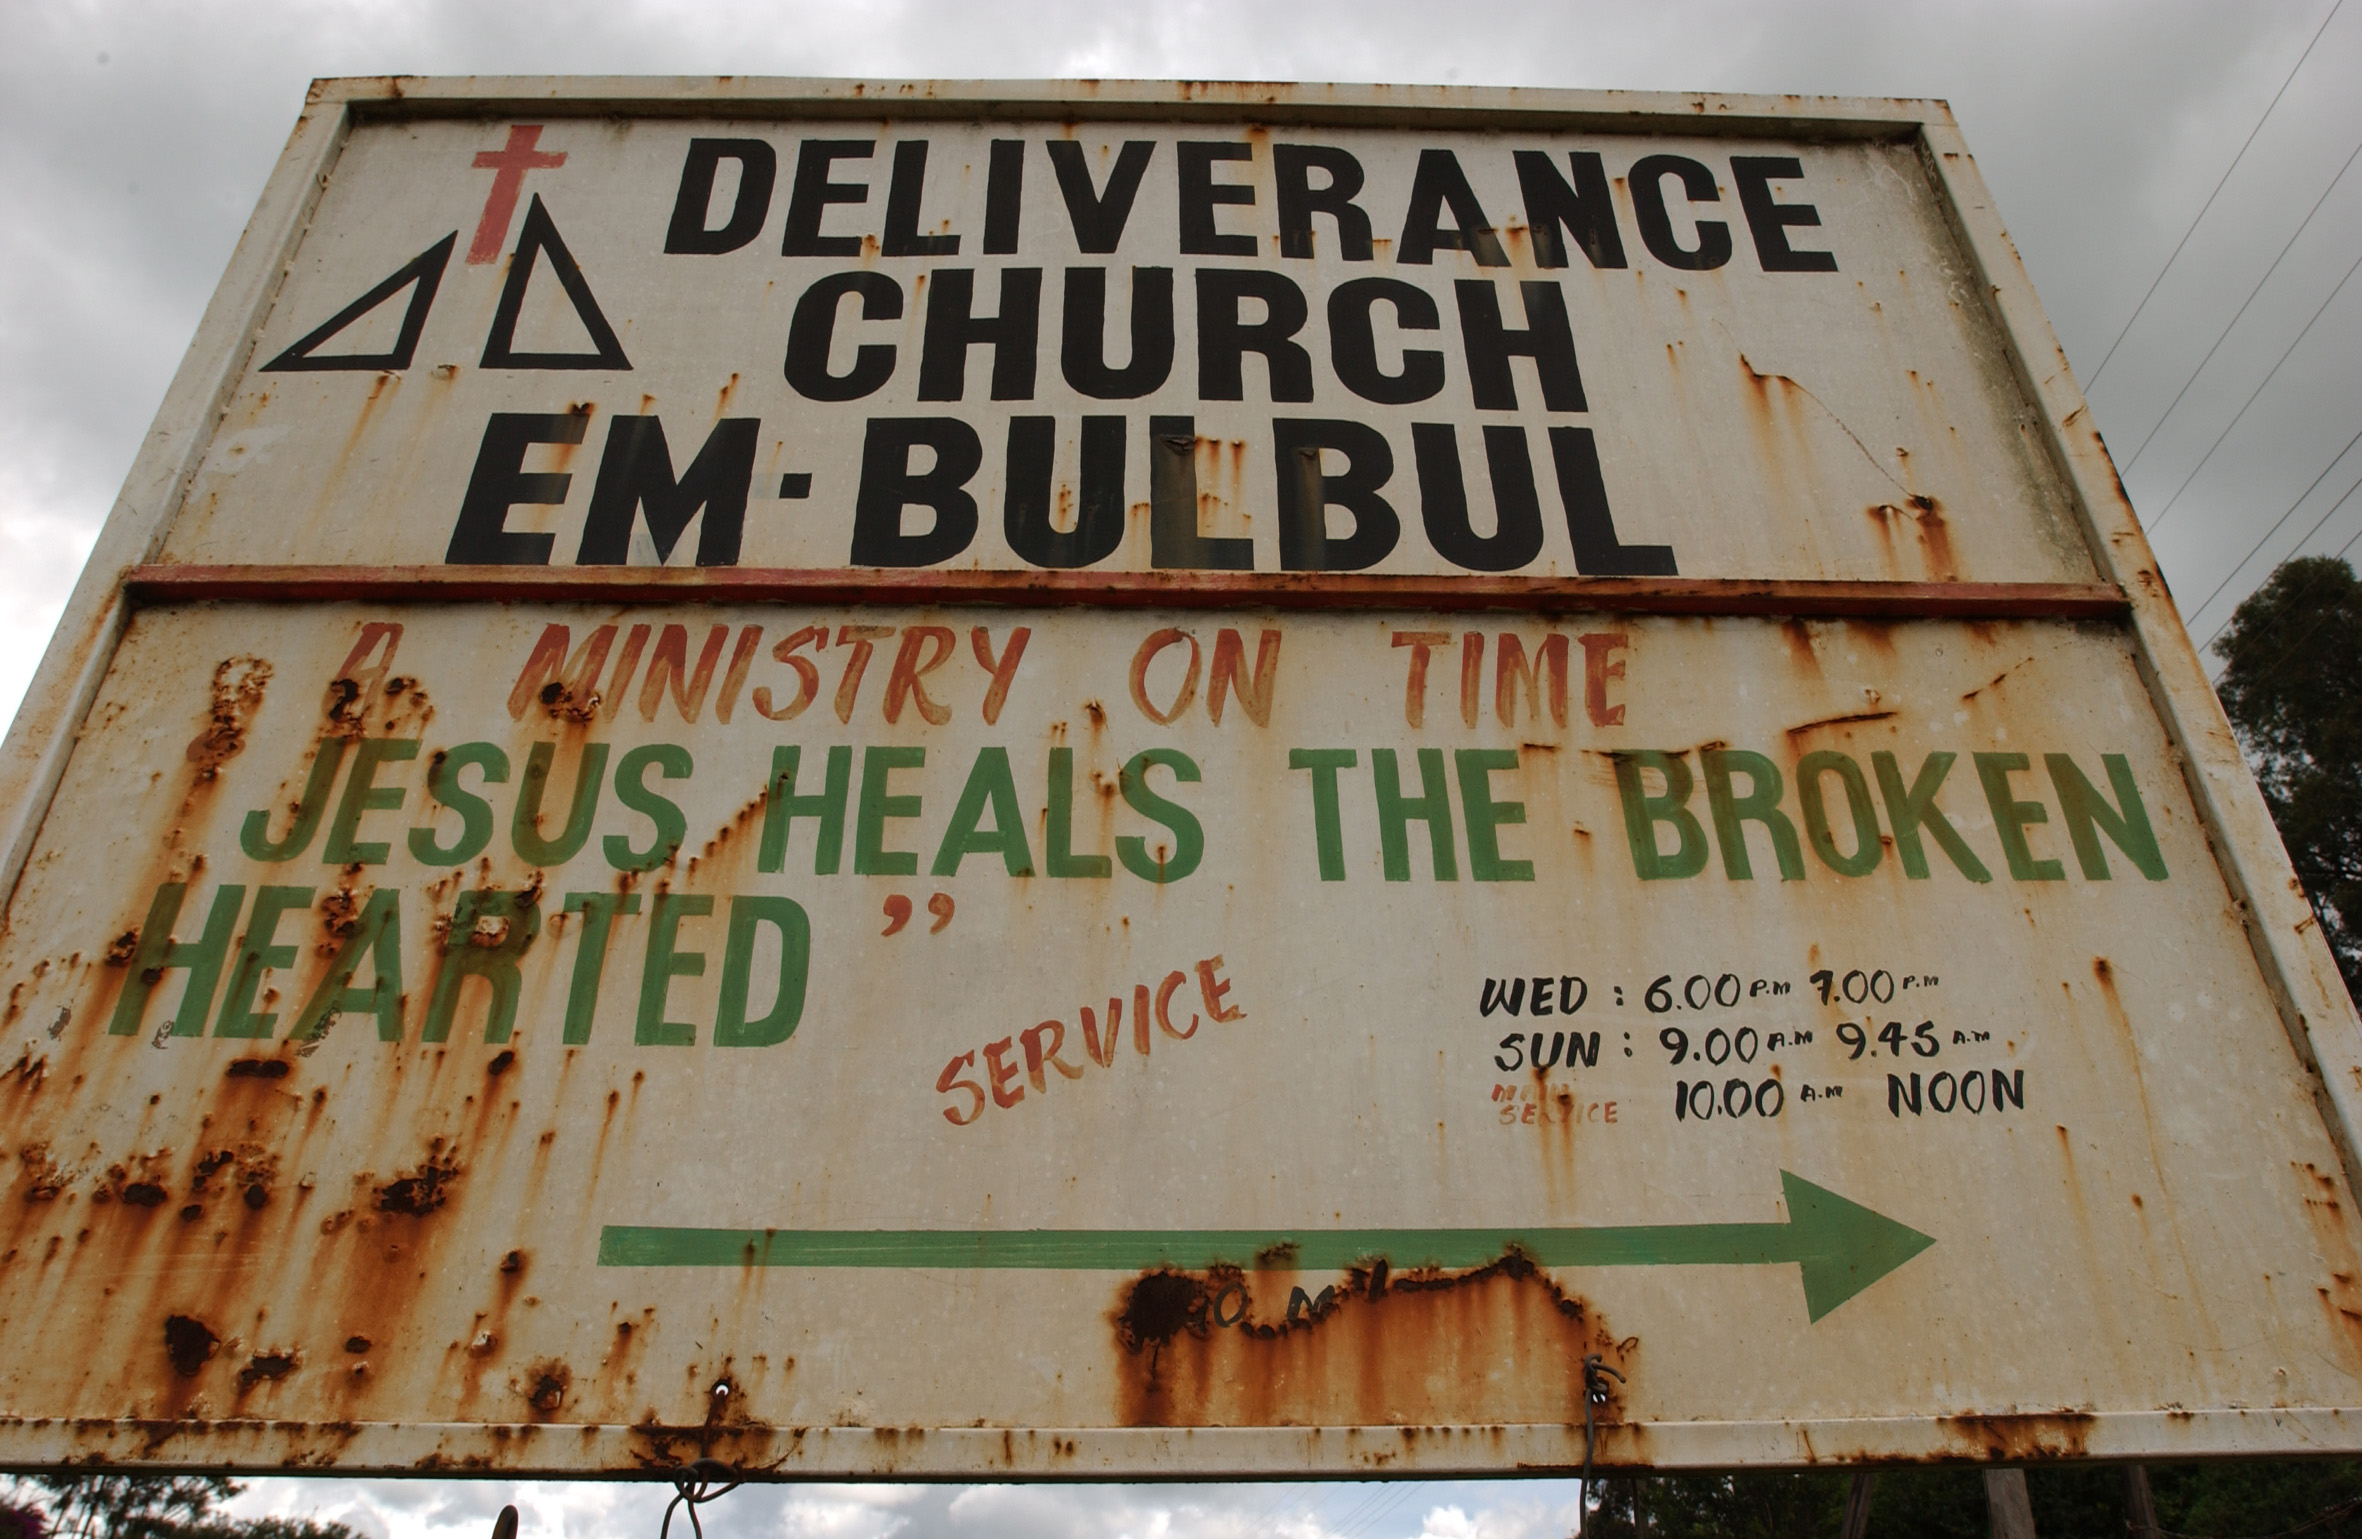 DELIVERANCE
CHURCH
EM-BULBUL
A MINISTRY ON TIME
JESUS HEALS THE BROKEN
HEARTED”
SERVICE
WED : 6.00 P.M 7.00 P.M
SUN : 9.00 A.M 9.45 A.M
MAIN
SERVICE 10.00 A.M NOON